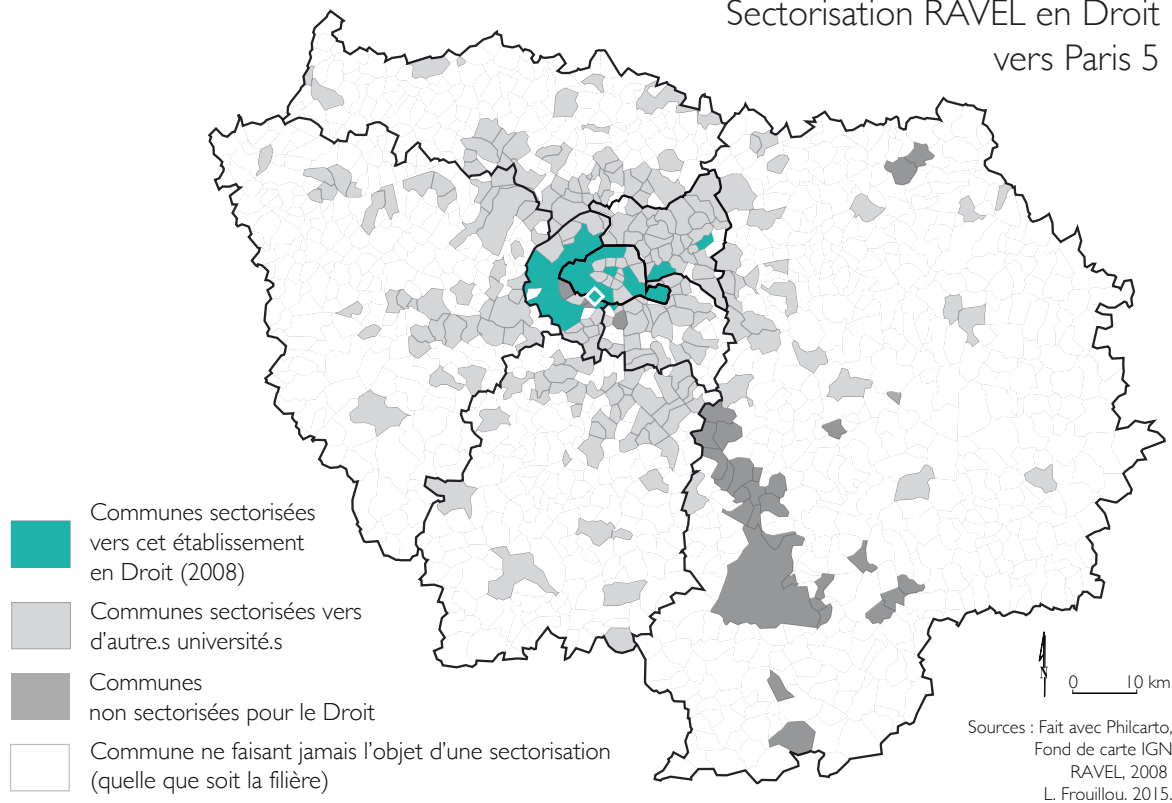 Sectorisation RAVEL en Droit
vers Paris 5
Communes sectorisées
vers cet établissement
en Droit (2008)
Communes sectorisées vers
d'autre.s université.s
Communes
non sectorisées pour le Droit
Commune ne faisant jamais l'objet d'une sectorisation
(quelle que soit la filière)
N
0 10 km
Sources : Fait avec Philcarto,
Fond de carte IGN
RAVEL, 2008
L. Frouillou, 2015.